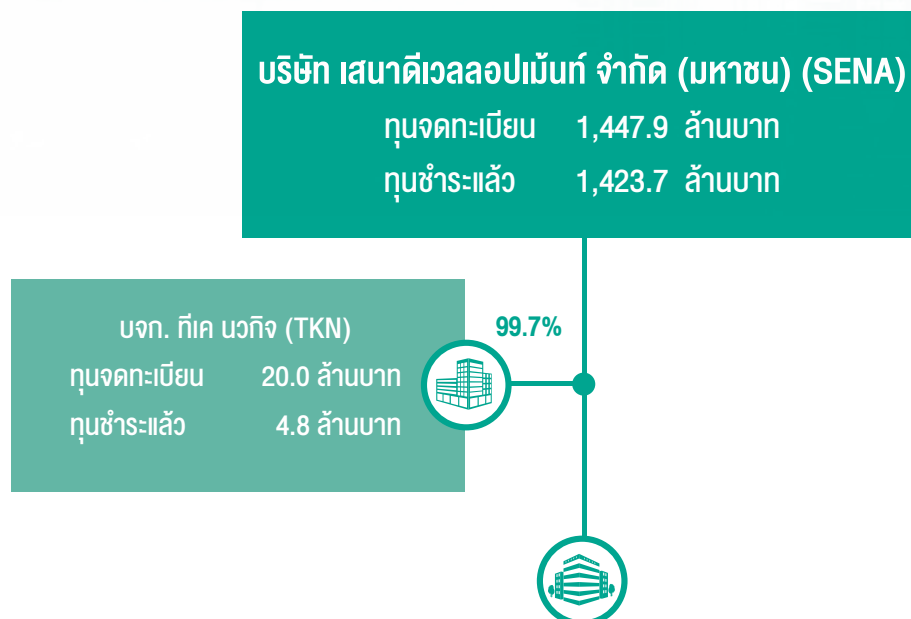 บริษัท เสนาดีเวลลอปเม้นท์ จำกัด (มหาชน) (SENA)
ทุนจดทะเบียน 1,447.9 ล้านบาท
ทุนชำระแล้ว 1,423.7 ล้านบาท
บจก. ทีเค นวกิจ (TKN)
ทุนจดทะเบียน 20.0 ล้านบาท
ทุนชำระแล้ว 4.8 ล้านบาท
99.7%